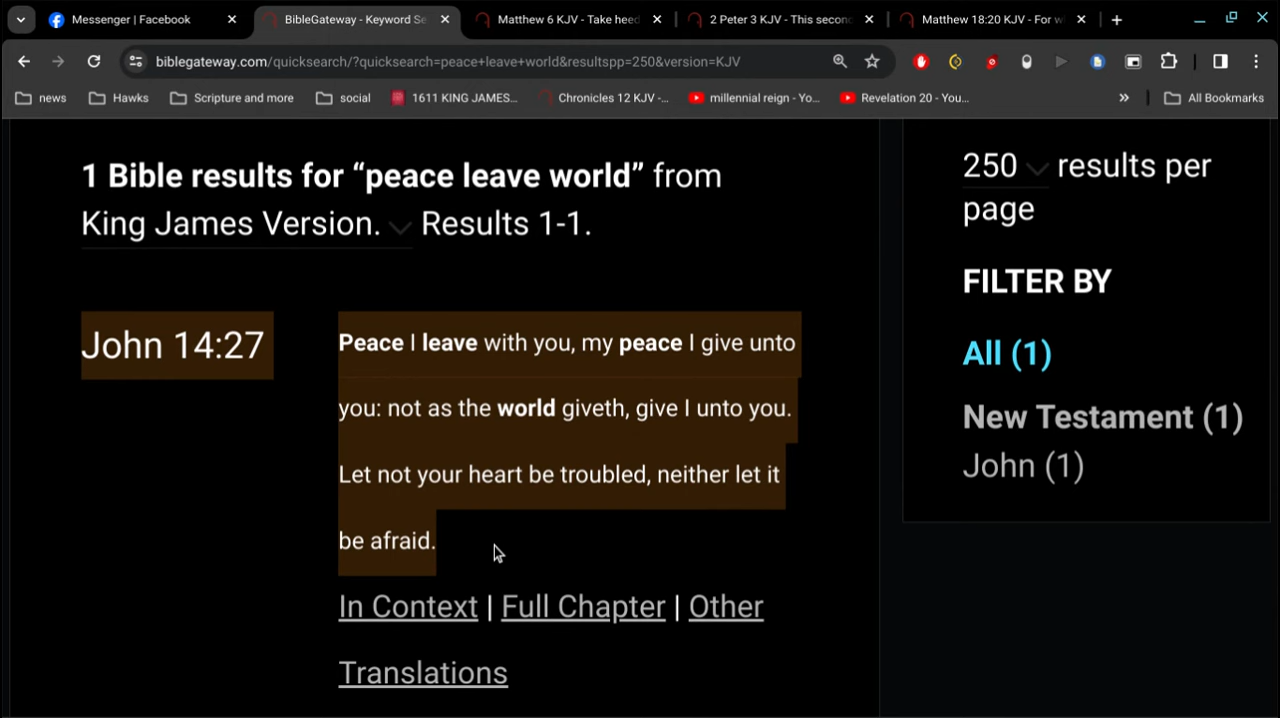 Messenger | Facebook
BibleGateway - Keyword Se
Matthew 6 KJV - Take heed
2 Peter 3 KJV - This secon
Matthew 18:20 KJV - For w
biblegateway.com/quicksearch/?quicksearch=peace+leave+world&resultspp=250&version=KJV
news
Hawks
Scripture and more
social
1611 KING JAMES...
Chronicles 12 KJV -...
millennial reign - Yo...
Revelation 20 - You...
All Bookmarks
1 Bible results for “peace leave world” from
King James Version. Results 1-1.
John 14:27
Peace I leave with you, my peace I give unto
you: not as the world giveth, give I unto you.
Let not your heart be troubled, neither let it
be afraid.
In Context | Full Chapter | Other
Translations
250 results per
page
FILTER BY
All (1)
New Testament (1)
John (1)